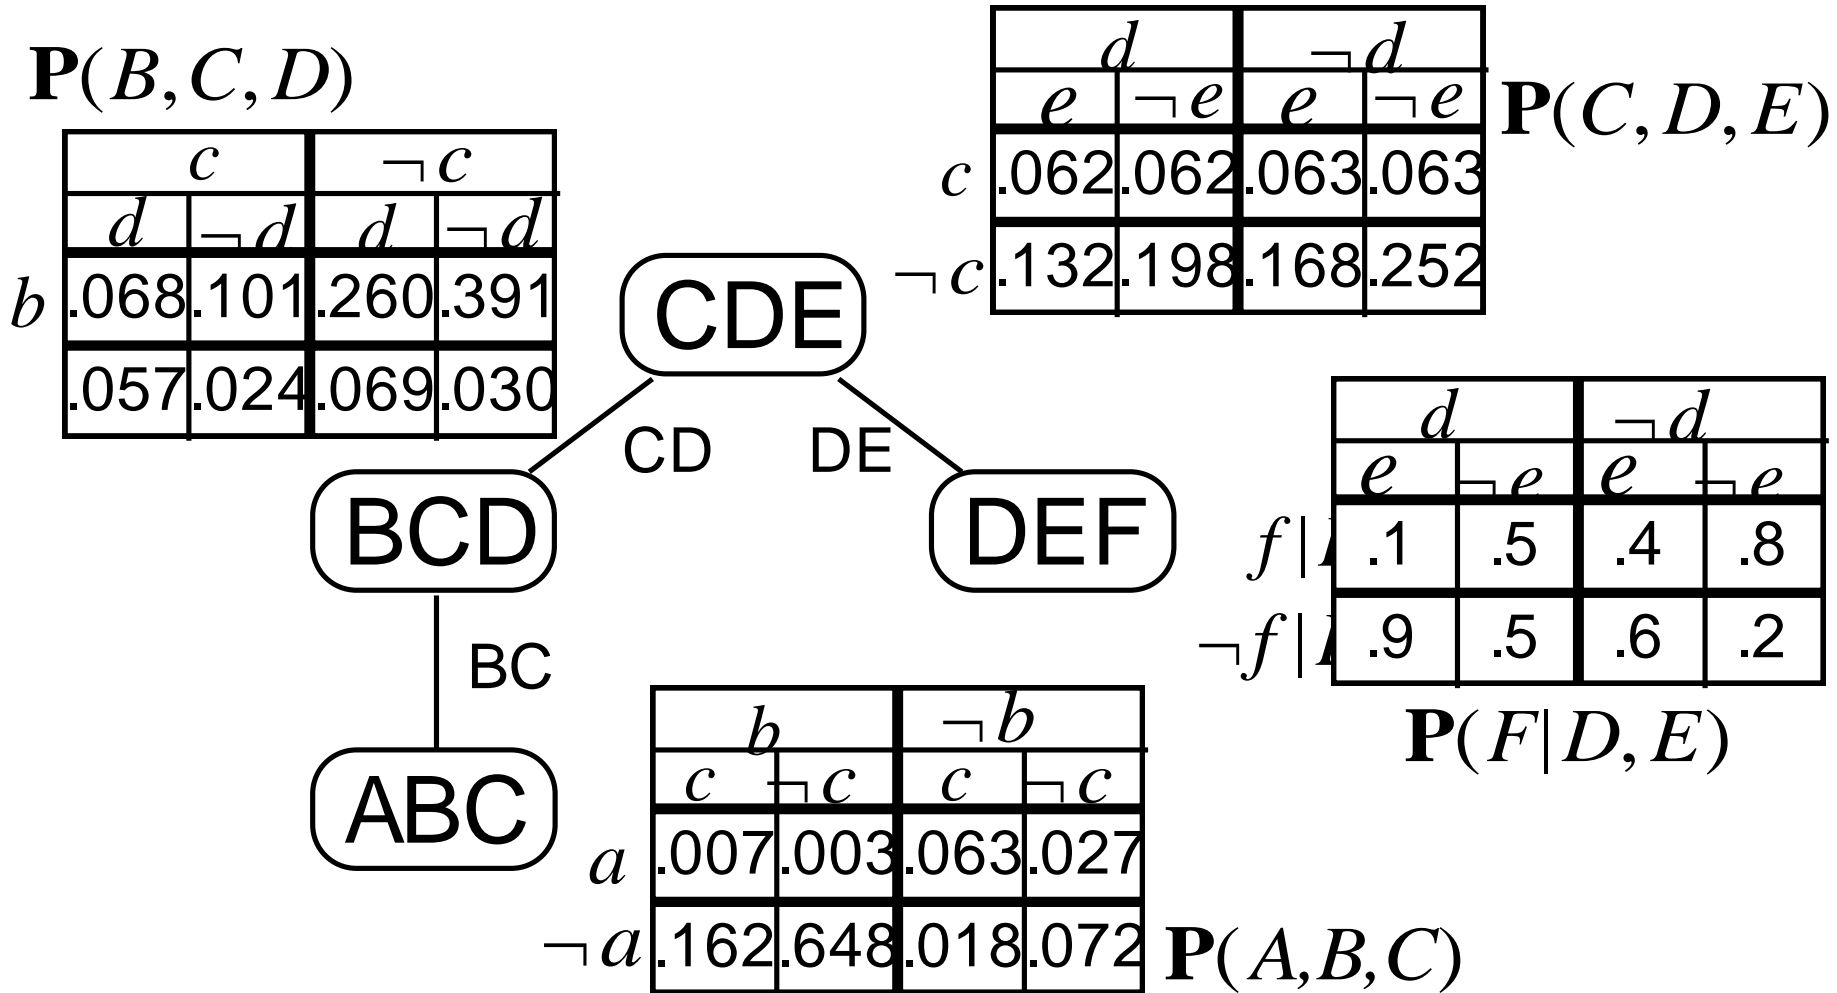 P(B,C,D)
c ¬c
d ¬d d ¬d
b .068 .101 .260 .391
.057 .024 .069 .030
d ¬d
e ¬e e ¬e
c .062 .062 .063 .063
¬c .132 .198 .168 .252
P(C,D,E)
CDE
CD DE
BCD
DEF
BC
ABC
d ¬d
e ¬e e ¬e
f| .1 .5 .4 .8
¬f| .9 .5 .6 .2
P(F|D,E)
b ¬b
c ¬c c ¬c
a .007 .003 .063 .027
¬a .162 .648 .018 .072
P(A,B,C)